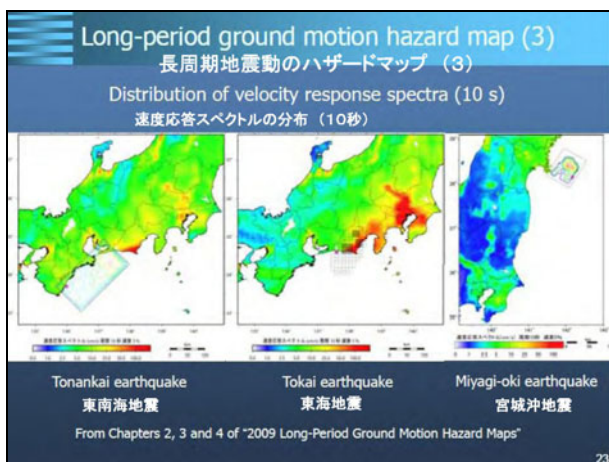 Long-period ground motion hazard map (3)
長周期地震動のハザードマップ （３）
Distribution of velocity response spectra (10 s)
速度応答スペクトルの分布 （１０秒）
Tonankai earthquake
東南海地震
Tokai earthquake
東海地震
Miyagi-oki earthquake
宮城沖地震
From Chapters 2, 3 and 4 of "2009 Long-Period Ground Motion Hazard Maps"
23